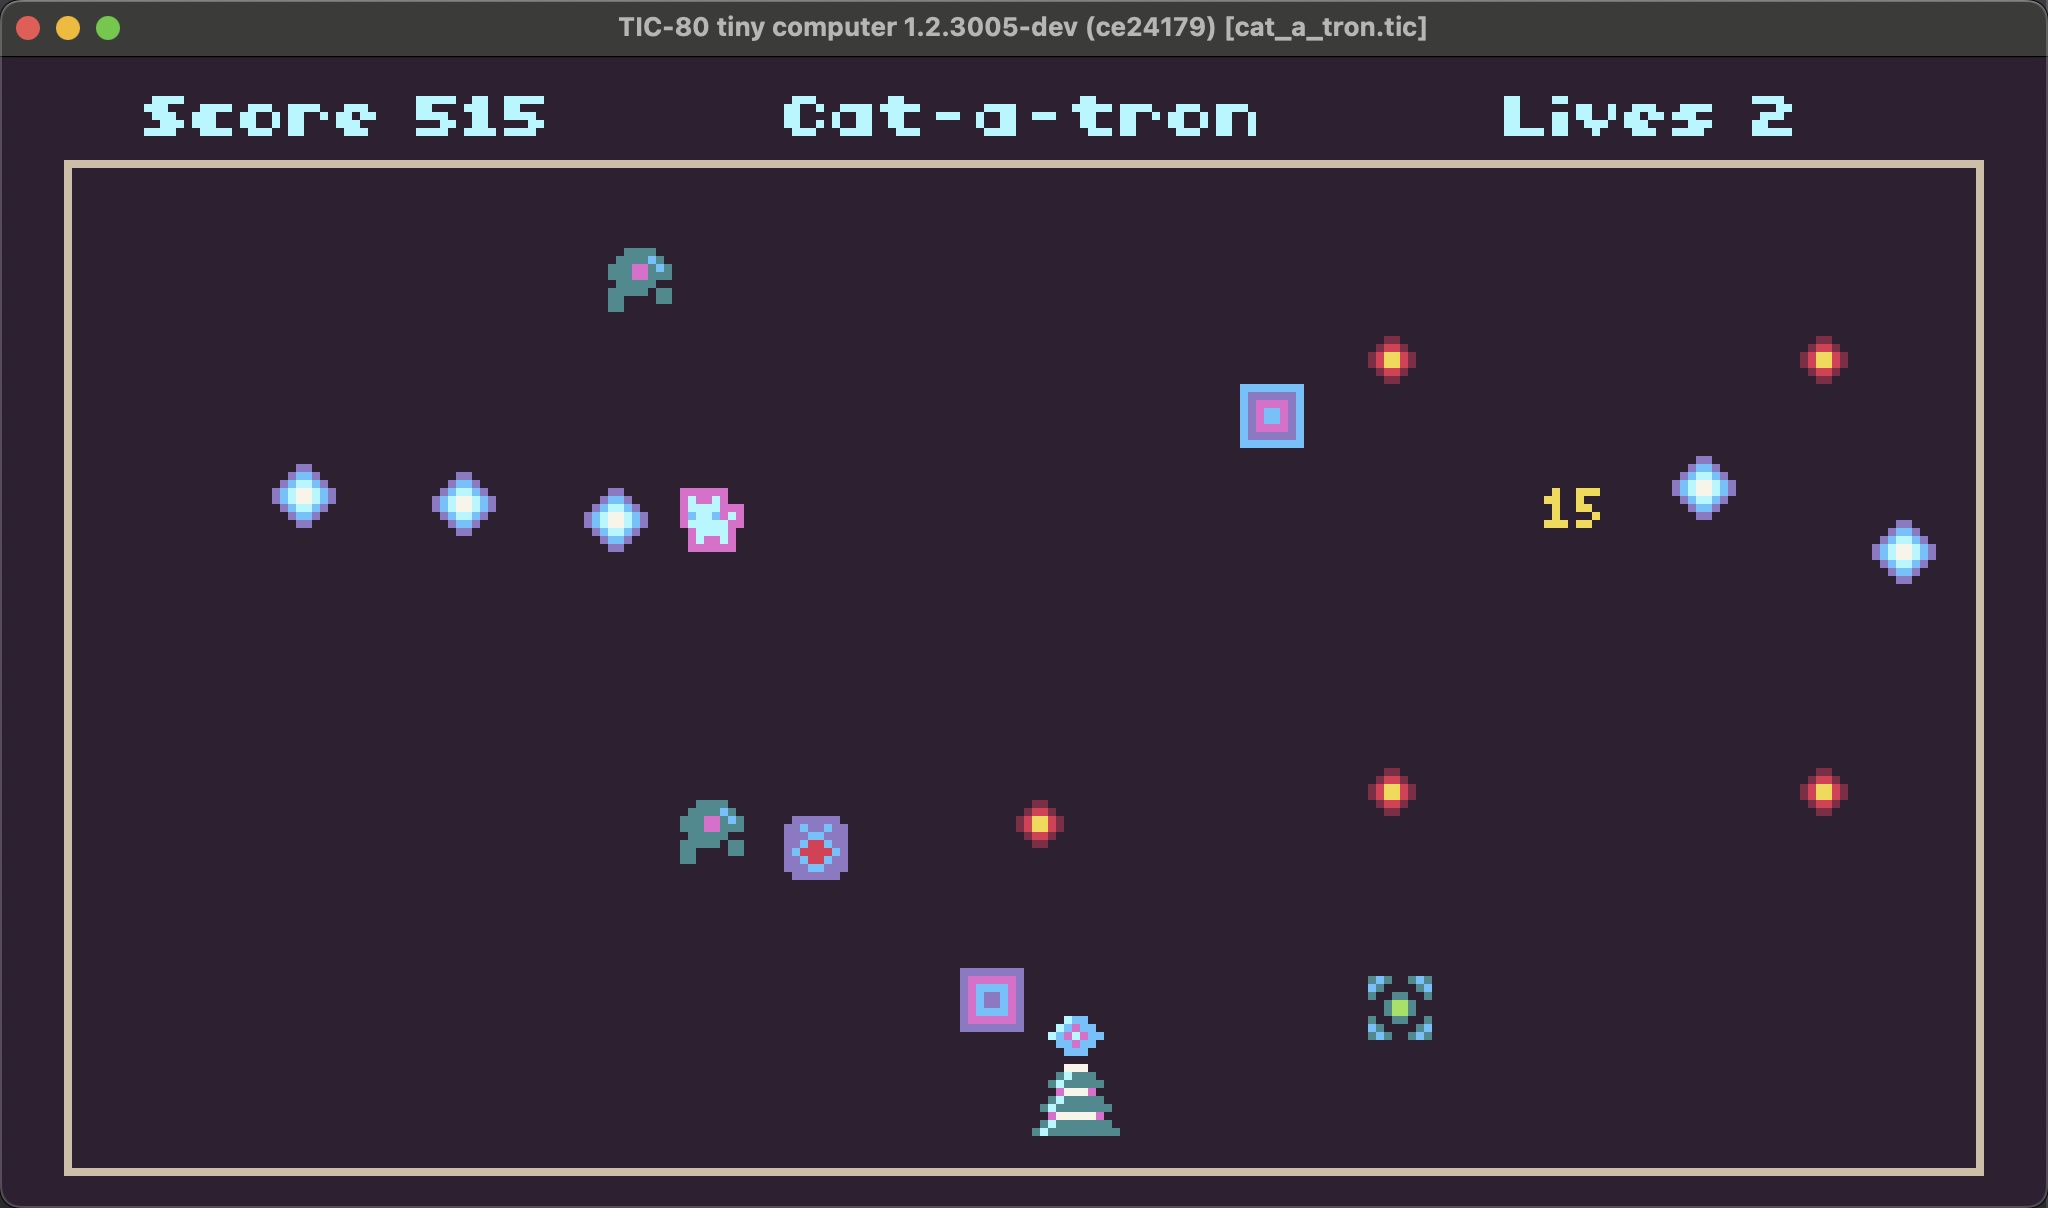 TIC-80 tiny computer 1.2.3005-dev (ce24179) [cat_a_tron.tic]
Score 515 Cat-a-tron Lives 2
15